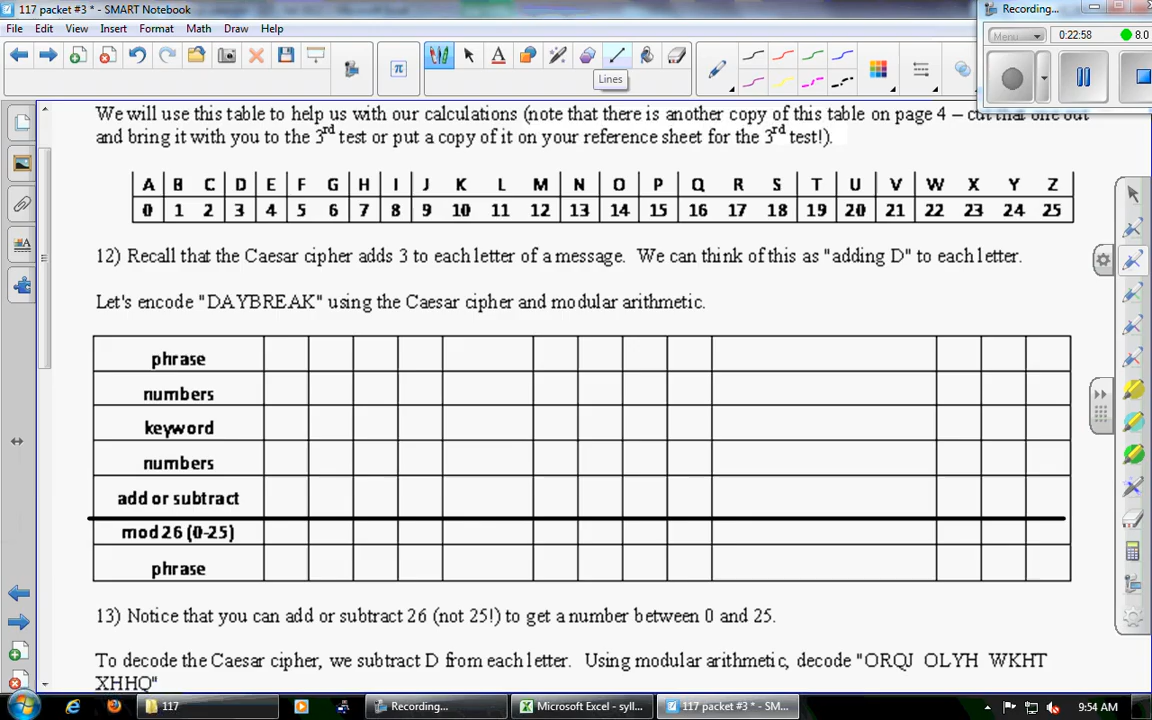 117 packet #3 * - SMART Notebook
Recording...
File Edit View Insert Format Math Draw Help
Menu 0:22:58 8.0
π A
Lines
We will use this table to help us with our calculations (note that there is another copy of this table on page 4 – cut that one out
and bring it with you to the 3rd test or put a copy of it on your reference sheet for the 3rd test!).
A B C D E F G H I J K L M N O P Q R S T U V W X Y Z
0 1 2 3 4 5 6 7 8 9 10 11 12 13 14 15 16 17 18 19 20 21 22 23 24 25
12) Recall that the Caesar cipher adds 3 to each letter of a message. We can think of this as "adding D" to each letter.
Let's encode "DAYBREAK" using the Caesar cipher and modular arithmetic.
phrase
numbers
keyword
numbers
add or subtract
mod 26 (0-25)
phrase
13) Notice that you can add or subtract 26 (not 25!) to get a number between 0 and 25.
To decode the Caesar cipher, we subtract D from each letter. Using modular arithmetic, decode "ORQJ OLYH WKHT
XHHQ"
117 Recording... Microsoft Excel - syll... 117 packet #3 * - SM... 9:54 AM